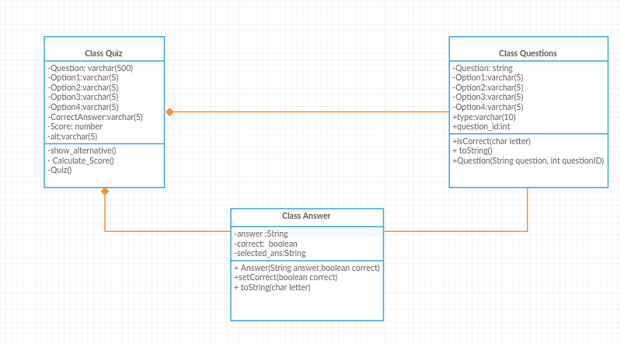 Class Quiz
-Question: varchar(500)
-Option1:varchar(5)
-Option2:varchar(5)
-Option3:varchar(5)
-Option4:varchar(5)
-CorrectAnswer:varchar(5)
-Score: number
-alt:varchar(5)
-show_alternative()
- Calculate_Score()
-Quiz()
Class Questions
-Question: string
-Option1:varchar(5)
-Option2:varchar(5)
-Option3:varchar(5)
-Option4:varchar(5)
+type:varchar(10)
+question_id:int
+isCorrect(char letter)
+ toString()
+Question(String question, int questionID)
Class Answer
-answer :String
-correct: boolean
-selected_ans:String
+ Answer(String answer,boolean correct)
+setCorrect(boolean correct)
+ toString(char letter)